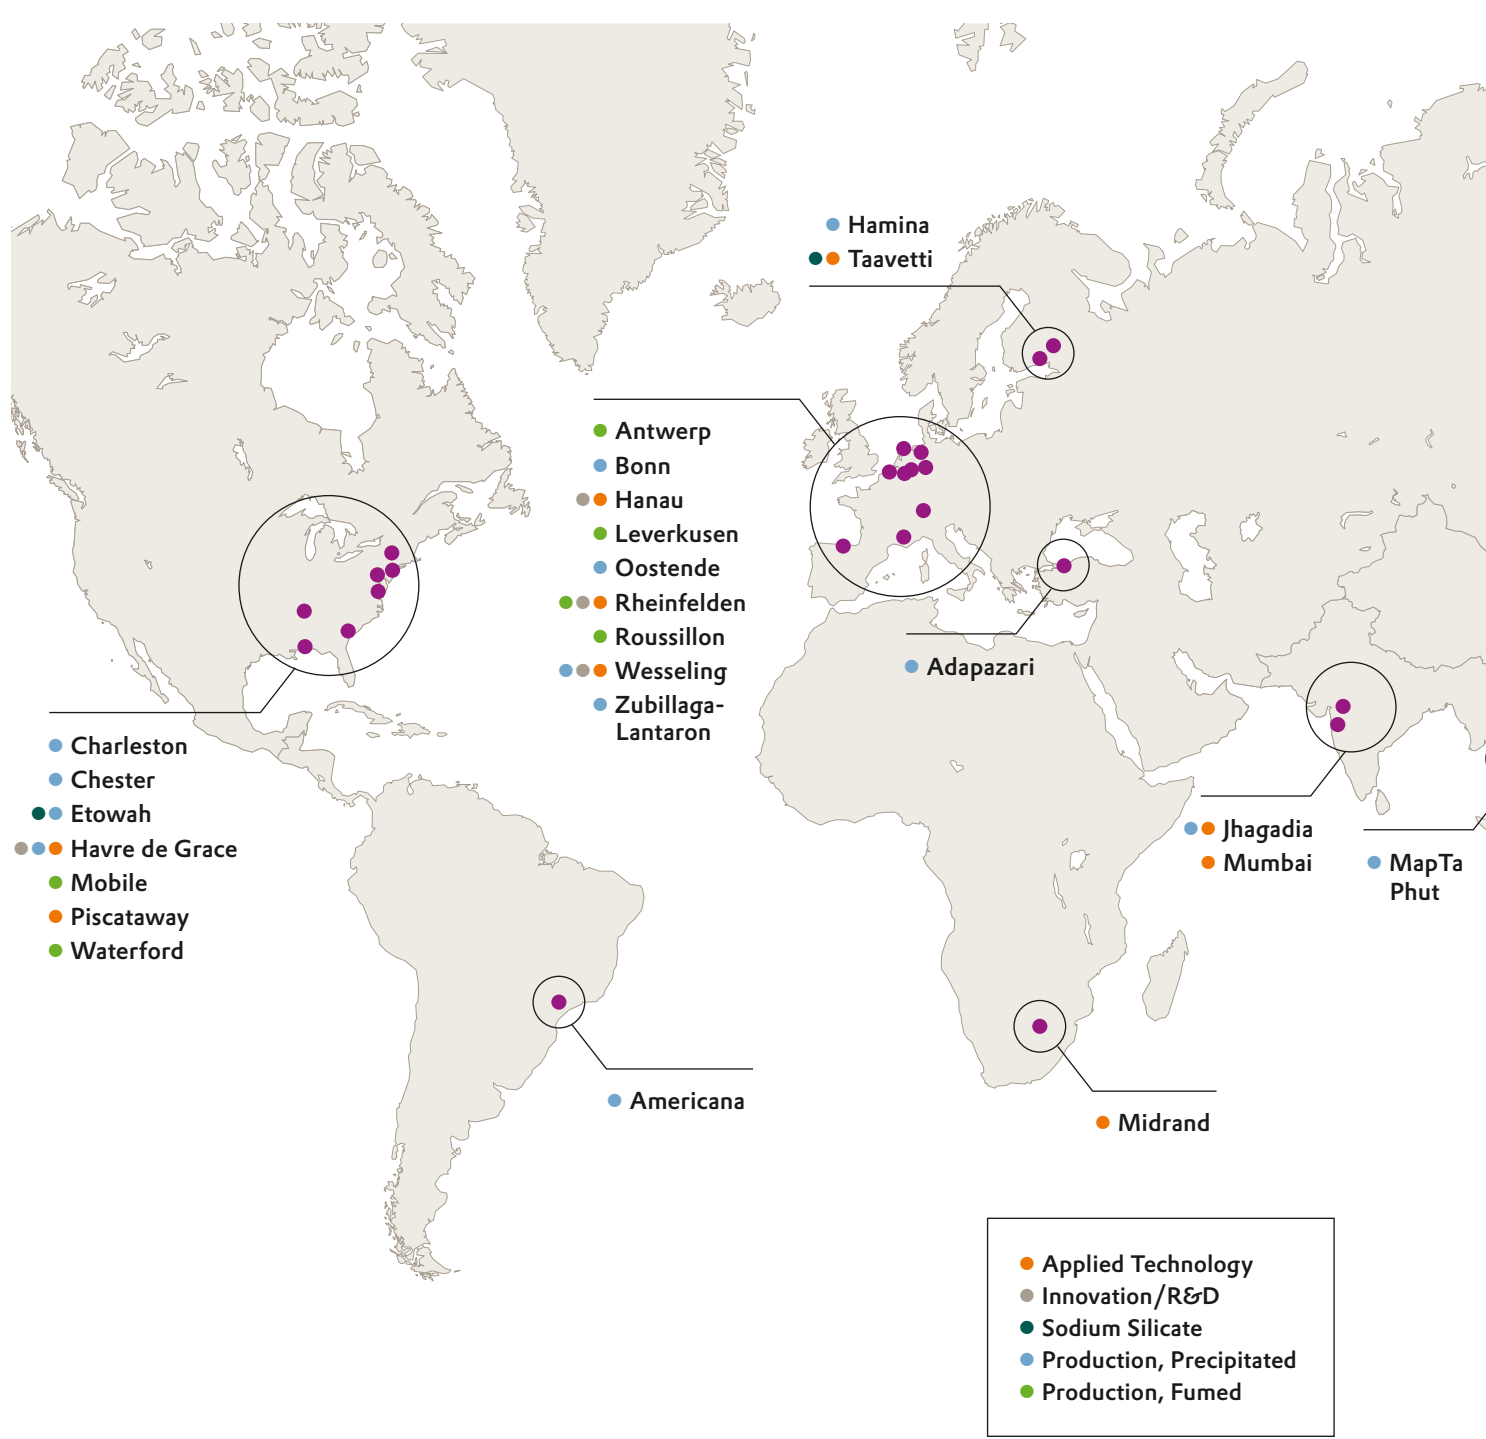 Hamina
Taavetti
Antwerp
Bonn
Hanau
Leverkusen
Oostende
Rheinfelden
Roussillon
Wesseling
Zubillaga-
Lantaron
Adapazari
Charleston
Chester
Etowah
Havre de Grace
Mobile
Piscataway
Waterford
Jhagadia
Mumbai
MapTa
Phut
Americana
Midrand
Applied Technology
Innovation/R&D
Sodium Silicate
Production, Precipitated
Production, Fumed